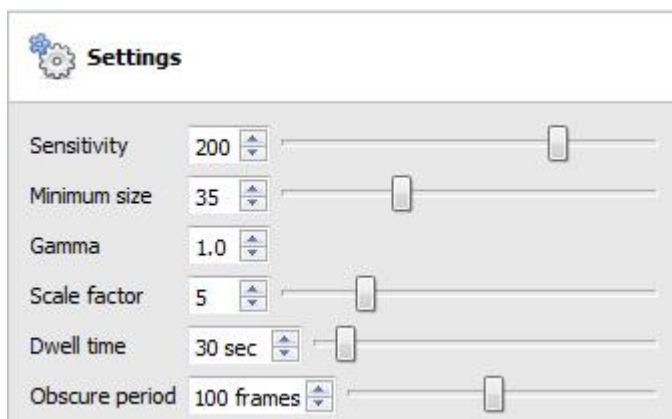 Settings
Sensitivity 200
Minimum size 35
Gamma 1.0
Scale factor 5
Dwell time 30 sec
Obscure period 100 frames